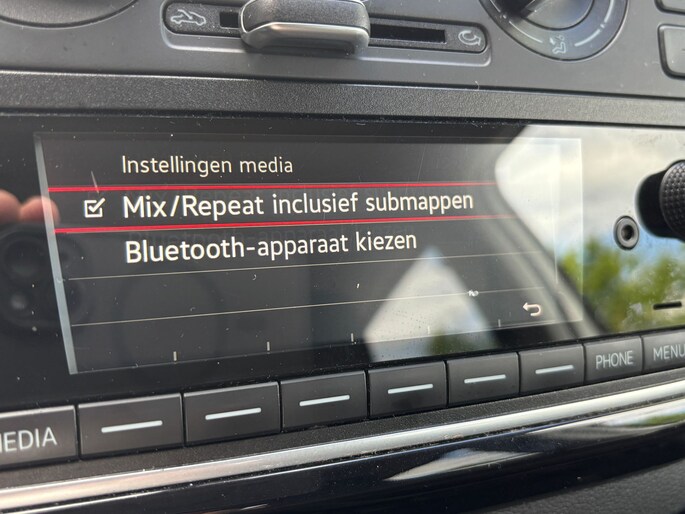 Instellingen media
Mix/Repeat inclusief submappen
Bluetooth-apparaat kiezen
MEDIA
PHONE
MENU